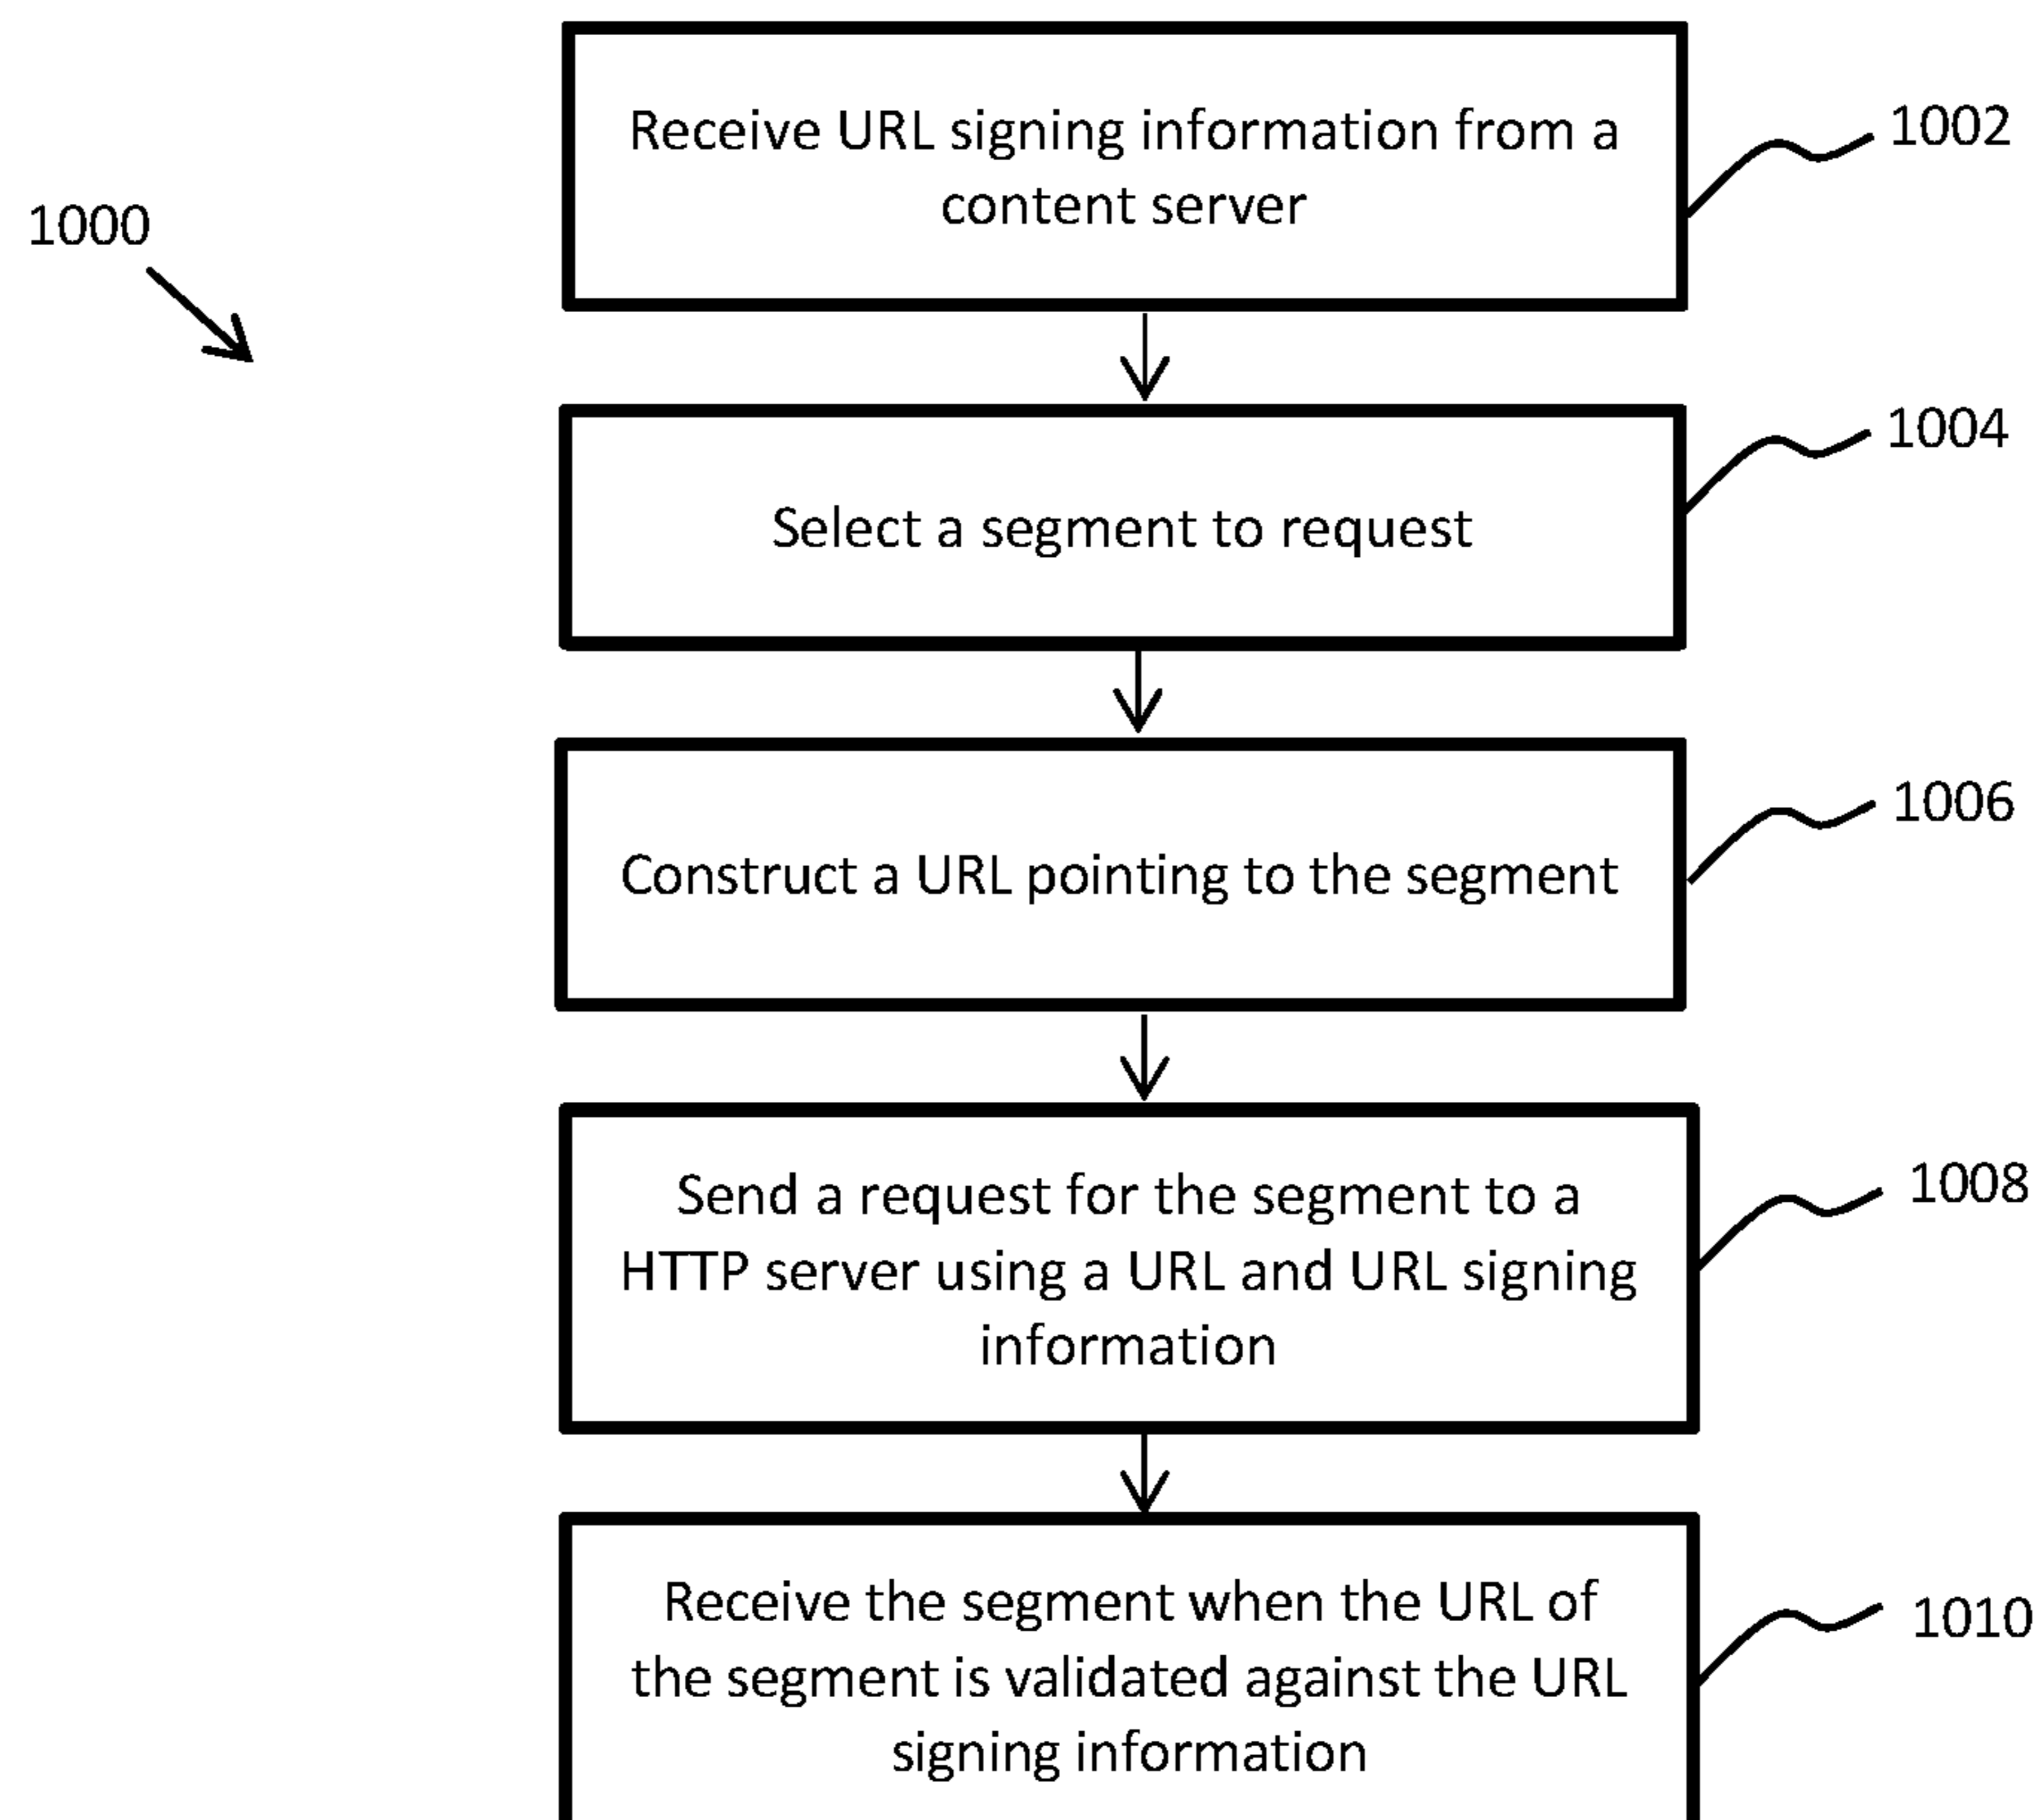 Receive URL signing information from a
content server
1002
1000
Select a segment to request
1004
Construct a URL pointing to the segment
1006
Send a request for the segment to a
HTTP server using a URL and URL signing
information
1008
Receive the segment when the URL of
the segment is validated against the URL
signing information
1010